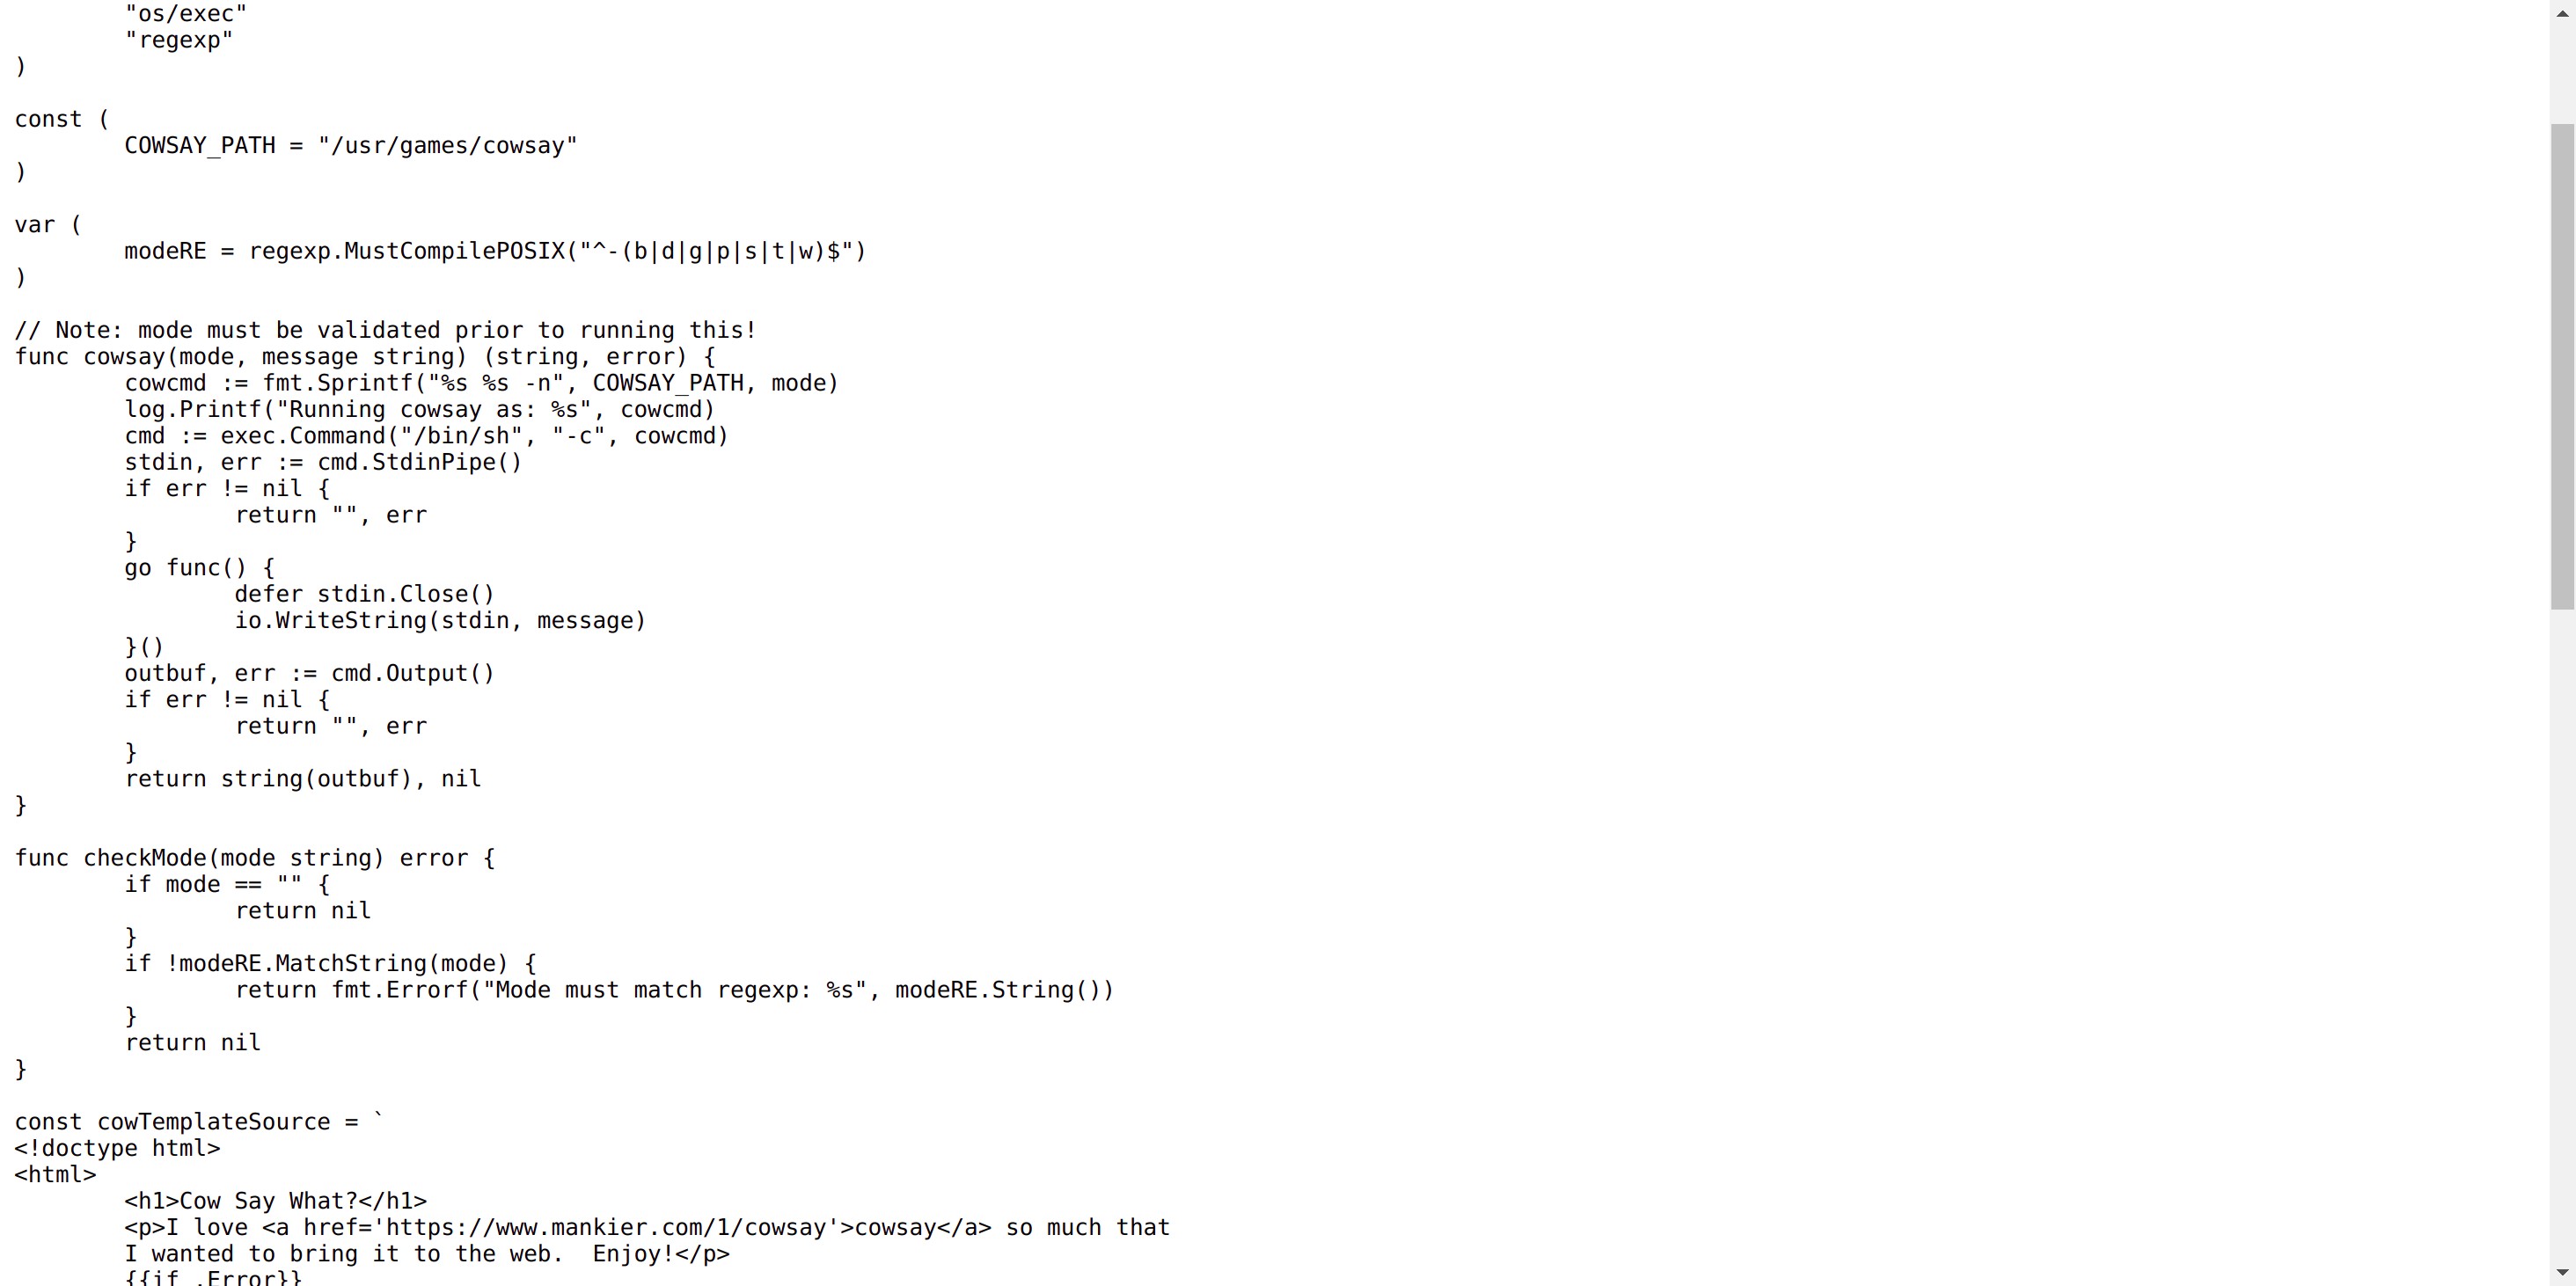 "os/exec"
        "regexp"
)

const (
        COWSAY_PATH = "/usr/games/cowsay"
)

var (
        modeRE = regexp.MustCompilePOSIX("^-(b|d|g|p|s|t|w)$")
)

// Note: mode must be validated prior to running this!
func cowsay(mode, message string) (string, error) {
        cowcmd := fmt.Sprintf("%s %s -n", COWSAY_PATH, mode)
        log.Printf("Running cowsay as: %s", cowcmd)
        cmd := exec.Command("/bin/sh", "-c", cowcmd)
        stdin, err := cmd.StdinPipe()
        if err != nil {
                return "", err
        }
        go func() {
                defer stdin.Close()
                io.WriteString(stdin, message)
        }()
        outbuf, err := cmd.Output()
        if err != nil {
                return "", err
        }
        return string(outbuf), nil
}

func checkMode(mode string) error {
        if mode == "" {
                return nil
        }
        if !modeRE.MatchString(mode) {
                return fmt.Errorf("Mode must match regexp: %s", modeRE.String())
        }
        return nil
}

const cowTemplateSource = `
<!doctype html>
<html>
        <h1>Cow Say What?</h1>
        <p>I love <a href='https://www.mankier.com/1/cowsay'>cowsay</a> so much that
        I wanted to bring it to the web.  Enjoy!</p>
        {{if .Error}}